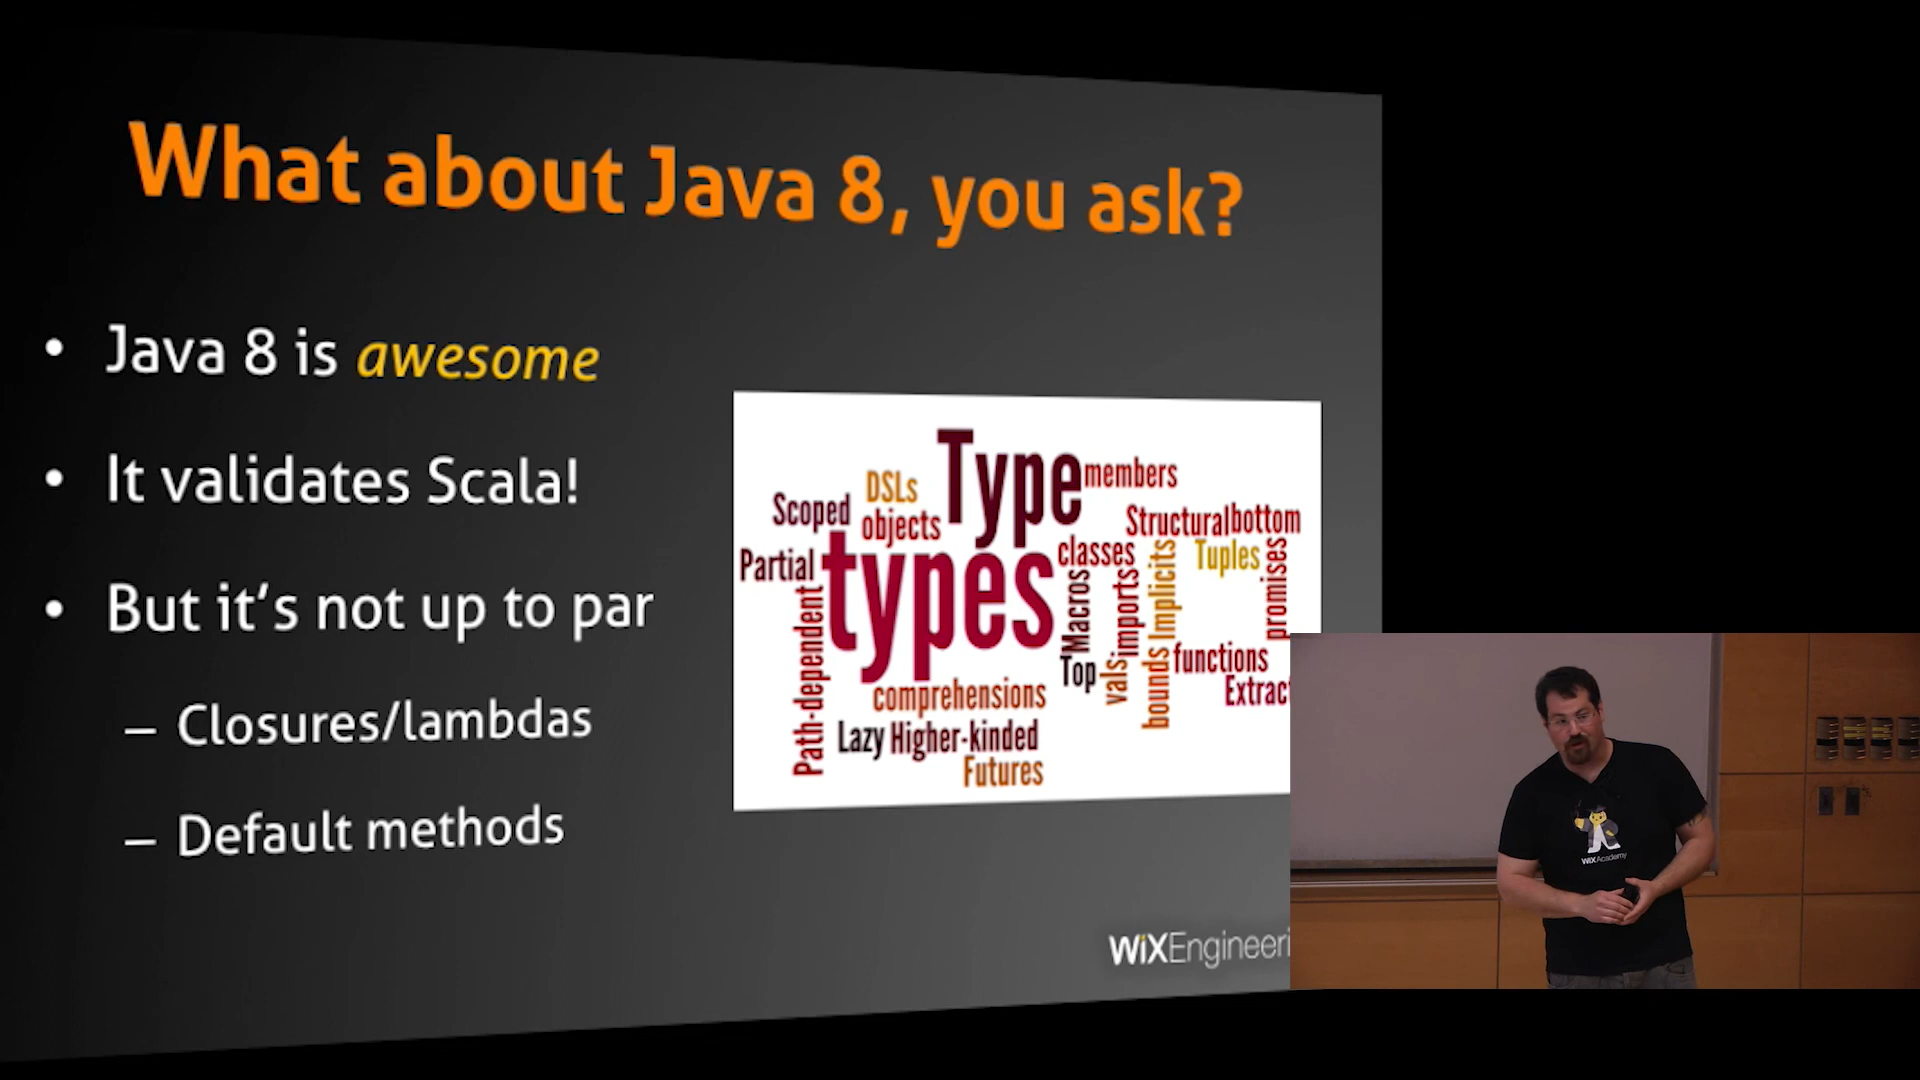 What about Java 8, you ask?
• Java 8 is awesome
• It validates Scala!
• But it's not up to par
– Closures/lambdas
– Default methods
Type
members
DSLs
Scoped
objects
Structural
bottom
Partial
types
classes
Tuples
promises
Path-dependent
Macros
imports
Implicits
Top
vals
bounds
functions
comprehensions
Lazy
Higher-kinded
Futures
WiXEngineeri
WiXAcademy